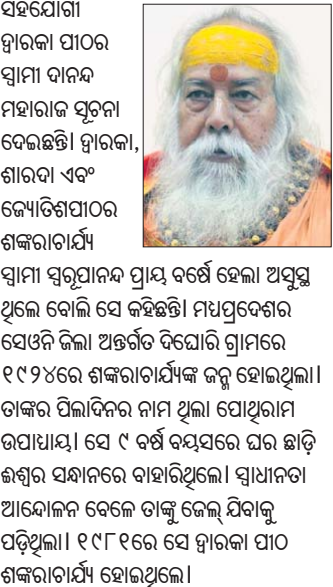 ସହଯୋଗୀ
ଦ୍ୱାରକା ପୀଠର
ସ୍ୱାମୀ ଦାନନ୍ଦ
ମହାରାଜ ସୂଚନା
ଦେଇଛନ୍ତି। ଦ୍ୱାରକା,
ଶାରଦା ଏବଂ
ଜ୍ୟୋତିଶପୀଠର
ଶଙ୍କରାଚାର୍ଯ୍ୟ
ସ୍ୱାମୀ ସ୍ୱରୂପାନନ୍ଦ ପ୍ରାୟ ବର୍ଷେ ହେଲା ଅସୁସ୍ଥ
ଥିଲେ ବୋଲି ସେ କହିଛନ୍ତି। ମଧ୍ୟପ୍ରଦେଶର
ସେଓନି ଜିଲା ଅନ୍ତର୍ଗତ ଦିଘୋରି ଗ୍ରାମରେ
୧୯୨୪ରେ ଶଙ୍କରାଚାର୍ଯ୍ୟଙ୍କ ଜନ୍ମ ହୋଇଥିଲା।
ତାଙ୍କର ପିଲାଦିନର ନାମ ଥିଲା ପୋଥିରାମ
ଉପାଧ୍ୟାୟ। ସେ ୯ ବର୍ଷ ବୟସରେ ଘର ଛାଡ଼ି
ଈଶ୍ୱର ସନ୍ଧାନରେ ବାହାରିଥିଲେ। ସ୍ୱାଧୀନତା
ଆନ୍ଦୋଳନ ବେଳେ ତାଙ୍କୁ ଜେଲ୍ ଯିବାକୁ
ପଡ଼ିଥିଲା। ୧୯୮୧ରେ ସେ ଦ୍ୱାରକା ପୀଠ
ଶଙ୍କରାଚାର୍ଯ୍ୟ ହୋଇଥିଲେ।